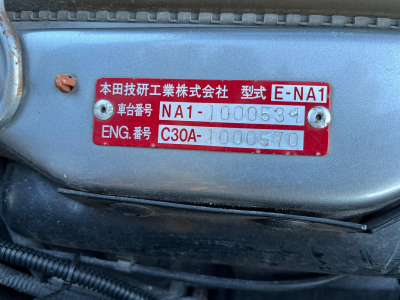 本田技研工業株式会社 型式 E-NA1
車台番号 NA1-1000539
ENG.番号 C30A-1000570